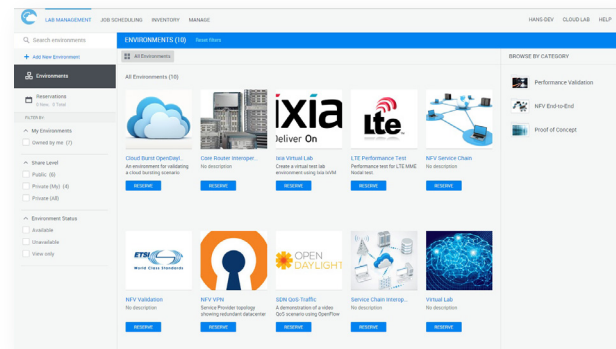 LAB MANAGEMENT JOB SCHEDULING INVENTORY MANAGE HANS-DEV CLOUD LAB HELP
Search environments
ENVIRONMENTS (10) Reset filters
Add New Environment
All Environments
BROWSE BY CATEGORY
Environments
All Environments (10)
Performance Validation
Reservations
0 Now, 0 Total
NFV End-to-End
FILTER BY
My Environments
Owned by me (7)
Proof of Concept
Share Level
Public (6)
Private (My) (4)
Private (All)
Environment Status
Available
Unavailable
View only
ixia
Deliver On
Lte
Cloud Burst OpenDayl...
An environment for validating
a cloud bursting scenario
RESERVE
Core Router Interoper...
No description
RESERVE
Ixia Virtual Lab
Create a virtual test lab
environment using Ixia IxVM
RESERVE
LTE Performance Test
Performance test for LTE MME
Nodal test
RESERVE
NFV Service Chain
No description
RESERVE
ETSI
World Class Standards
OPEN
DAYLIGHT
NFV Validation
No description
RESERVE
NFV VPN
Service Provider topology
showing redundant datacenter
RESERVE
SDN QoS Traffic
A demonstration of a video
QoS scenario using OpenFlow
RESERVE
Service Chain Interop...
No description
RESERVE
Virtual Lab
No description
RESERVE